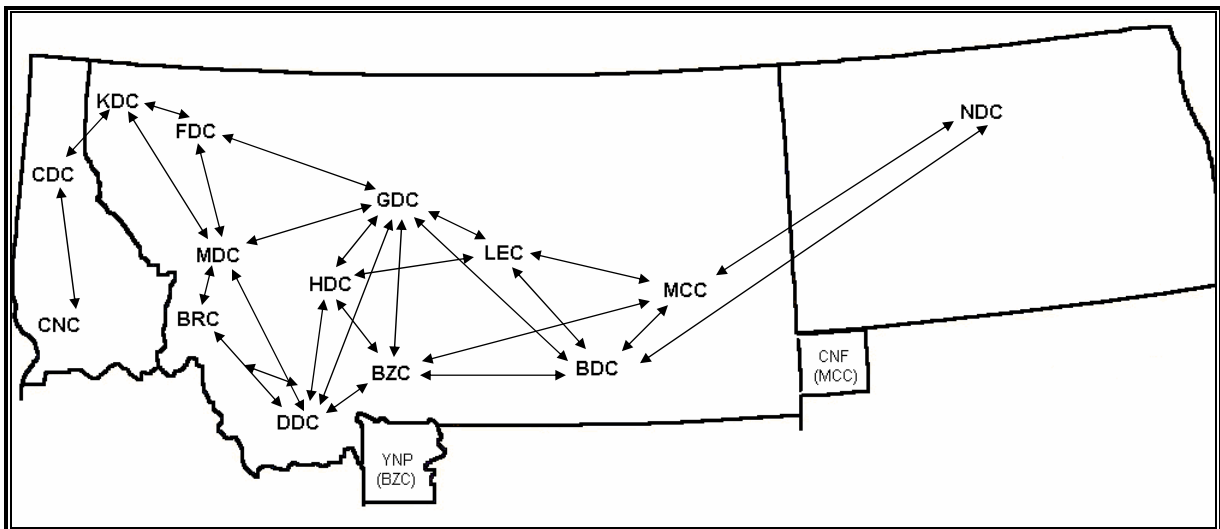 KDC
NDC
FDC
CDC
GDC
LEC
MDC
HDC
MCC
BRC
CNC
BZC
BDC
CNF
(MCC)
DDC
YNP
(BZC)